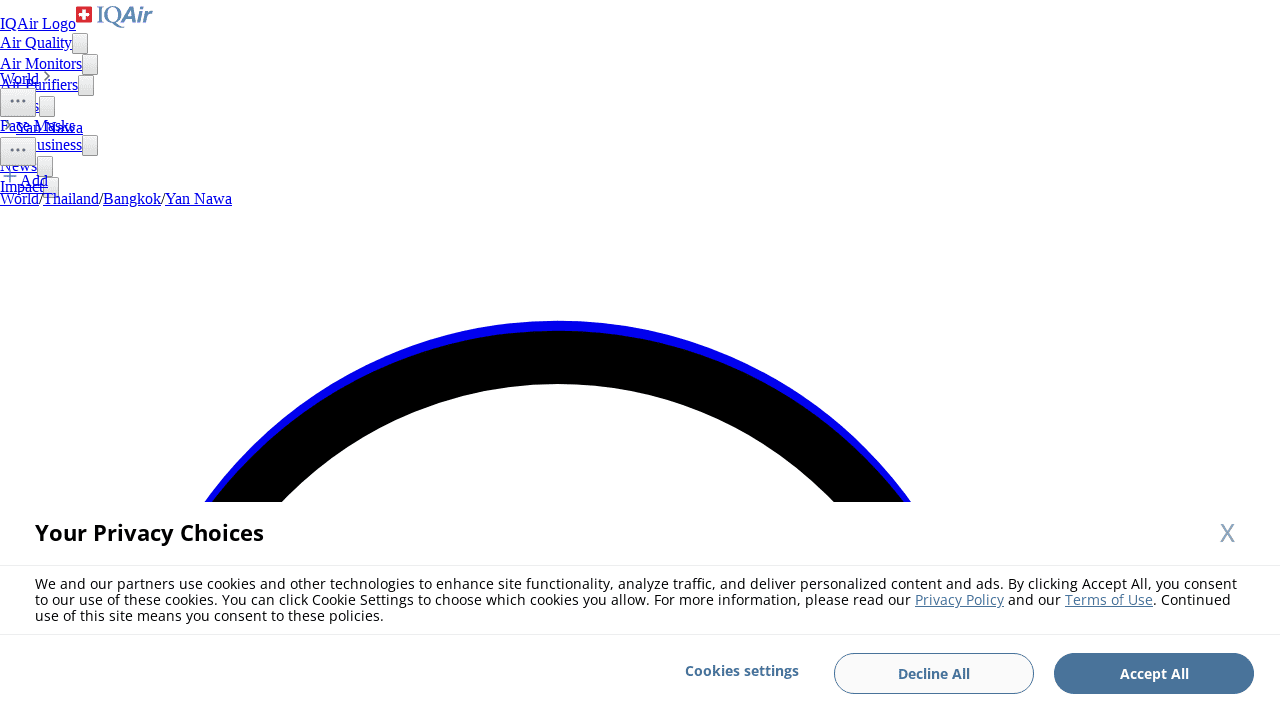 IQAir Logo IQAir
Air Quality
Air Monitors
World
Air Purifiers
Face Masks
Yan Nawa
News
Add
Impact
World/Thailand/Bangkok/Yan Nawa
Your Privacy Choices
X
We and our partners use cookies and other technologies to enhance site functionality, analyze traffic, and deliver personalized content and ads. By clicking Accept All, you consent
to our use of these cookies. You can click Cookie Settings to choose which cookies you allow. For more information, please read our Privacy Policy and our Terms of Use. Continued
use of this site means you consent to these policies.
Cookies settings
Decline All
Accept All